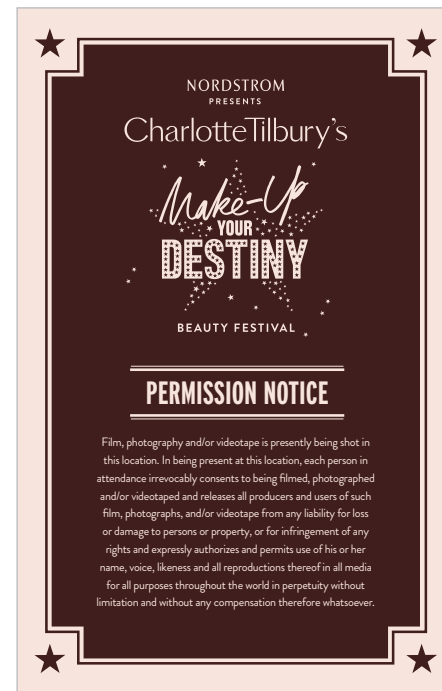 NORDSTROM
PRESENTS
CharlotteTilbury's
Make-Up
YOUR
DESTINY
BEAUTY FESTIVAL
PERMISSION NOTICE
Film, photography and/or videotape is presently being shot in
this location. In being present at this location, each person in
attendance irrevocably consents to being filmed, photographed
and/or videotaped and releases all producers and users of such
film, photographs, and/or videotape from any liability for loss
or damage to persons or property, or for infringement of any
rights and expressly authorizes and permits use of his or her
name, voice, likeness and all reproductions thereof in all media
for all purposes throughout the world in perpetuity without
limitation and without any compensation therefore whatsoever.